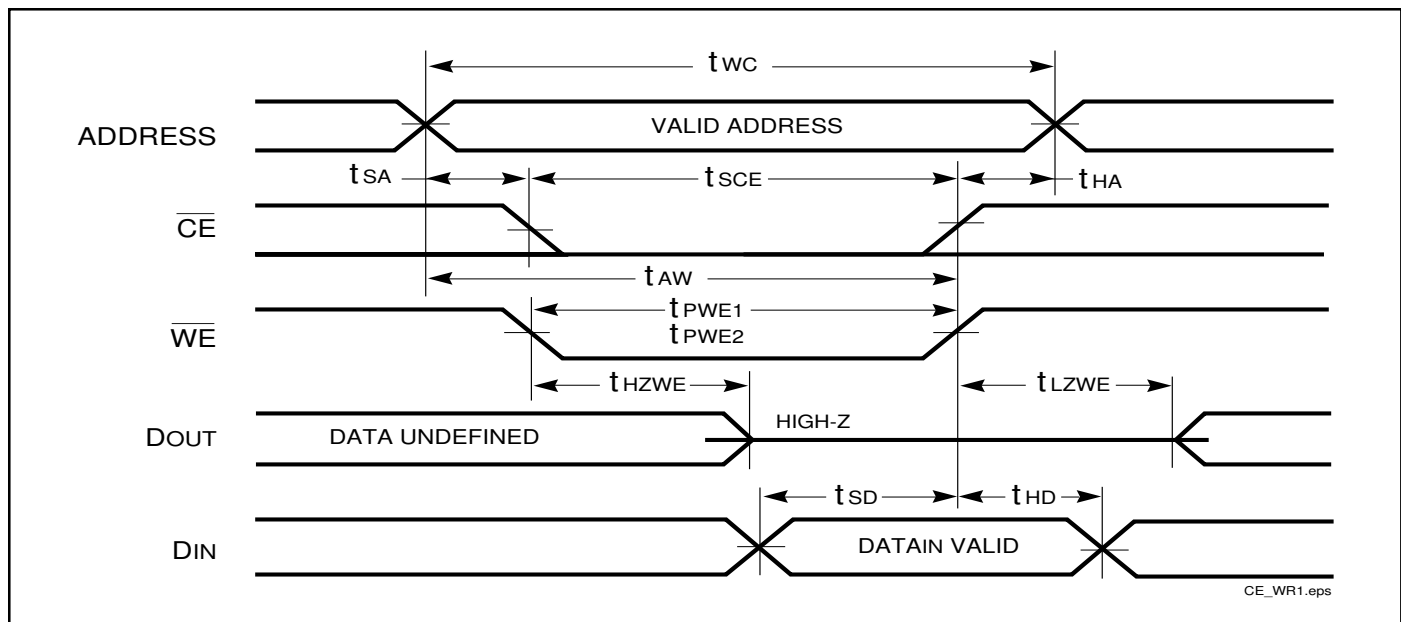 tWC
ADDRESS
VALID ADDRESS
tSA
tSCE
tHA
CE
tAW
tPWE1
tPWE2
WE
tHZWE
tLZWE
DOUT
DATA UNDEFINED
HIGH-Z
tSD
tHD
DIN
DATAIN VALID
CE_WR1.eps